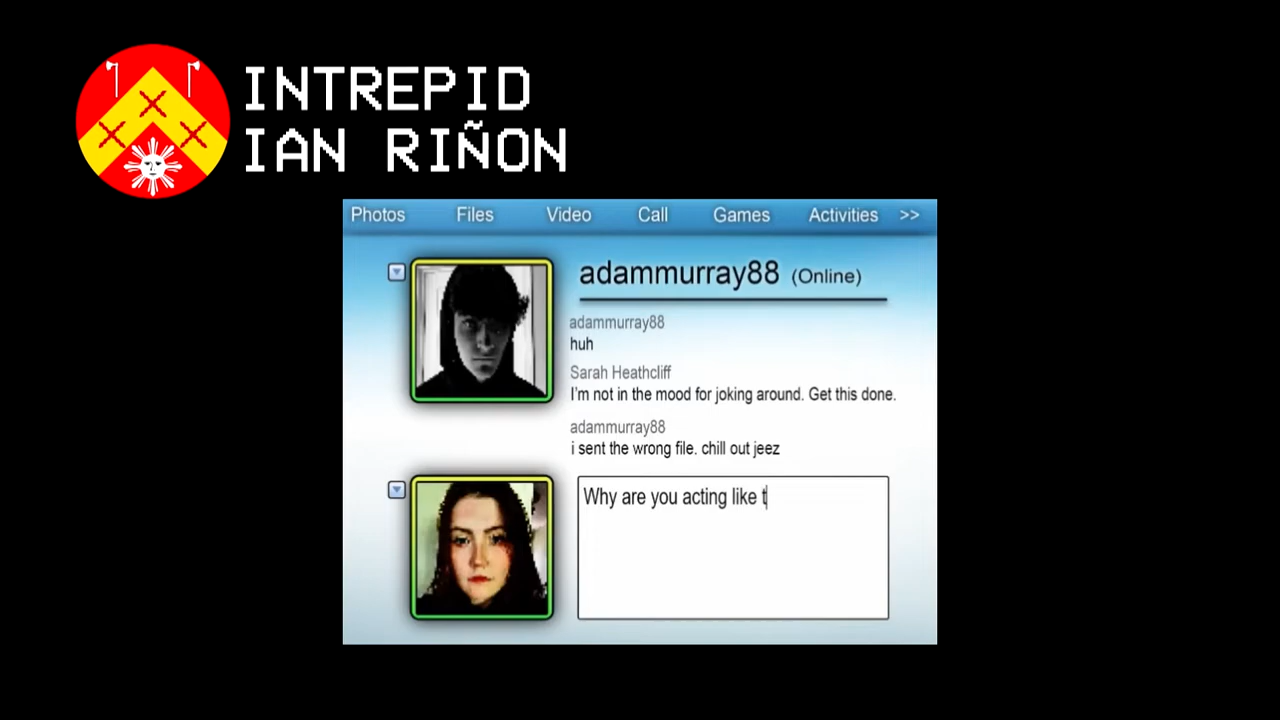 INTREPID
IAN RIÑON
Photos Files Video Call Games Activities >>
adammurray88 (Online)
adammurray88
huh
Sarah Heathcliff
I'm not in the mood for joking around. Get this done.
adammurray88
i sent the wrong file. chill out jeez
Why are you acting like t